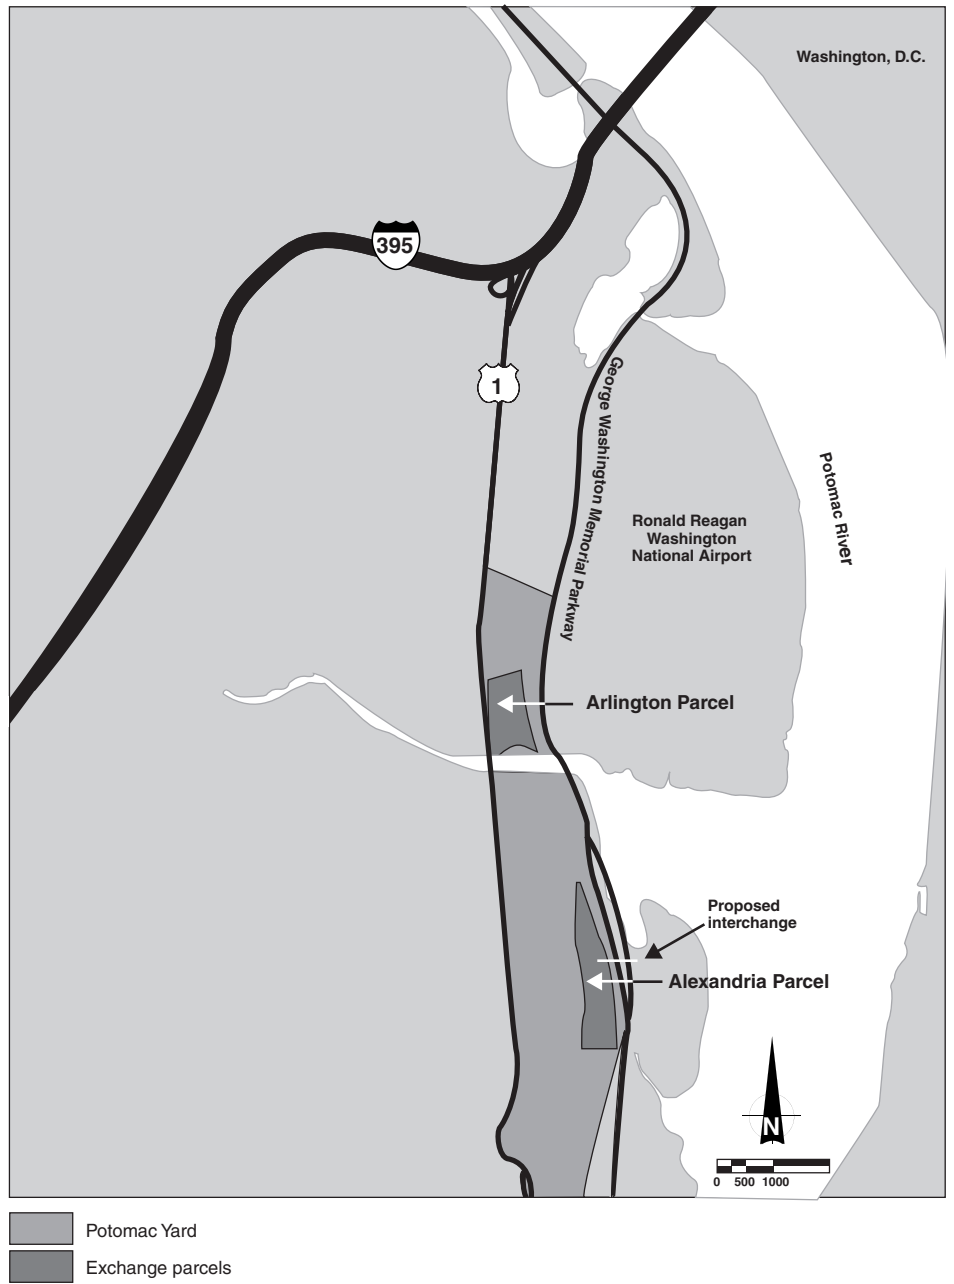 Washington, D.C.
395
1
George Washington Memorial Parkway
Potomac River
Ronald Reagan
Washington
National Airport
Arlington Parcel
Proposed
interchange
Alexandria Parcel
N
0 500 1000
Potomac Yard
Exchange parcels